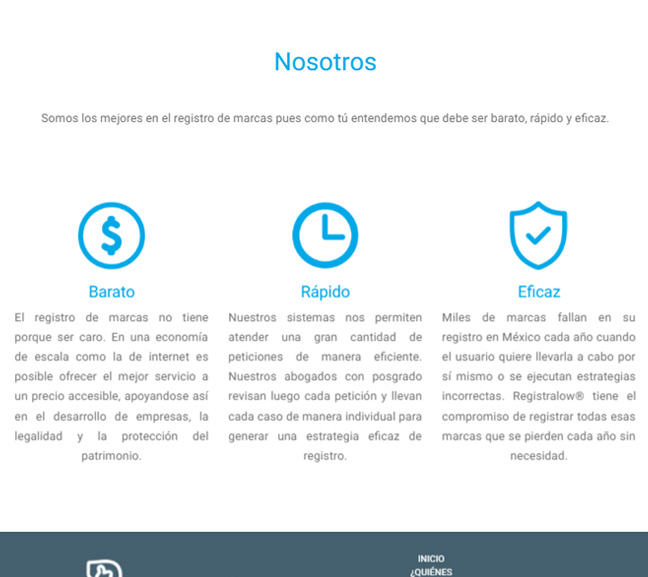 Nosotros
Somos los mejores en el registro de marcas pues como tú entendemos que debe ser barato, rápido y eficaz.
Barato
El registro de marcas no tiene
porque ser caro. En una economía
de escala como la de internet es
posible ofrecer el mejor servicio a
un precio accesible, apoyandose así
en el desarrollo de empresas, la
legalidad y la protección del
patrimonio.
Rápido
Nuestros sistemas nos permiten
atender una gran cantidad de
peticiones de manera eficiente.
Nuestros abogados con posgrado
revisan luego cada petición y llevan
cada caso de manera individual para
generar una estrategia eficaz de
registro.
Eficaz
Miles de marcas fallan en su
registro en México cada año cuando
el usuario quiere llevarla a cabo por
sí mismo o se ejecutan estrategias
incorrectas. Registralow® tiene el
compromiso de registrar todas esas
marcas que se pierden cada año sin
necesidad.
INICIO
¿QUIÉNES